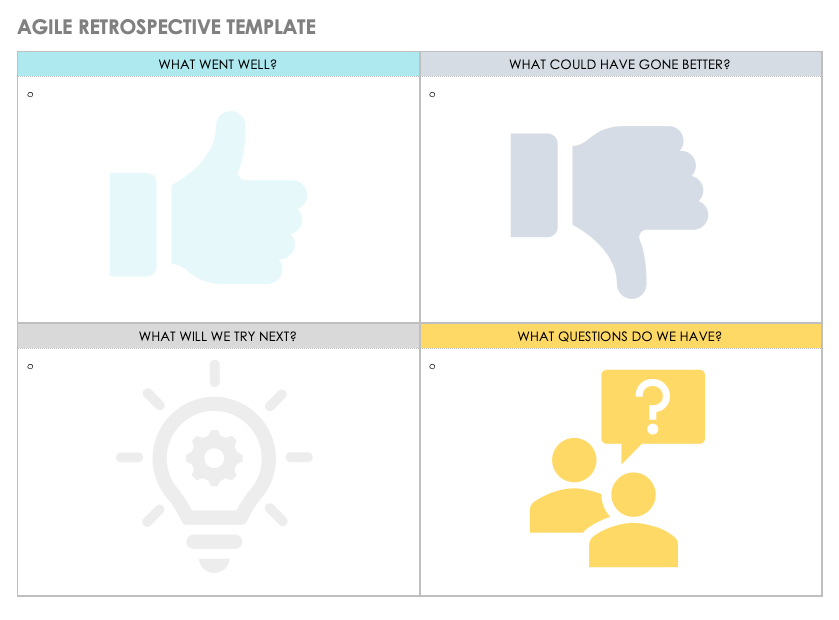 AGILE RETROSPECTIVE TEMPLATE
WHAT WENT WELL?
WHAT COULD HAVE GONE BETTER?
WHAT WILL WE TRY NEXT?
WHAT QUESTIONS DO WE HAVE?
?